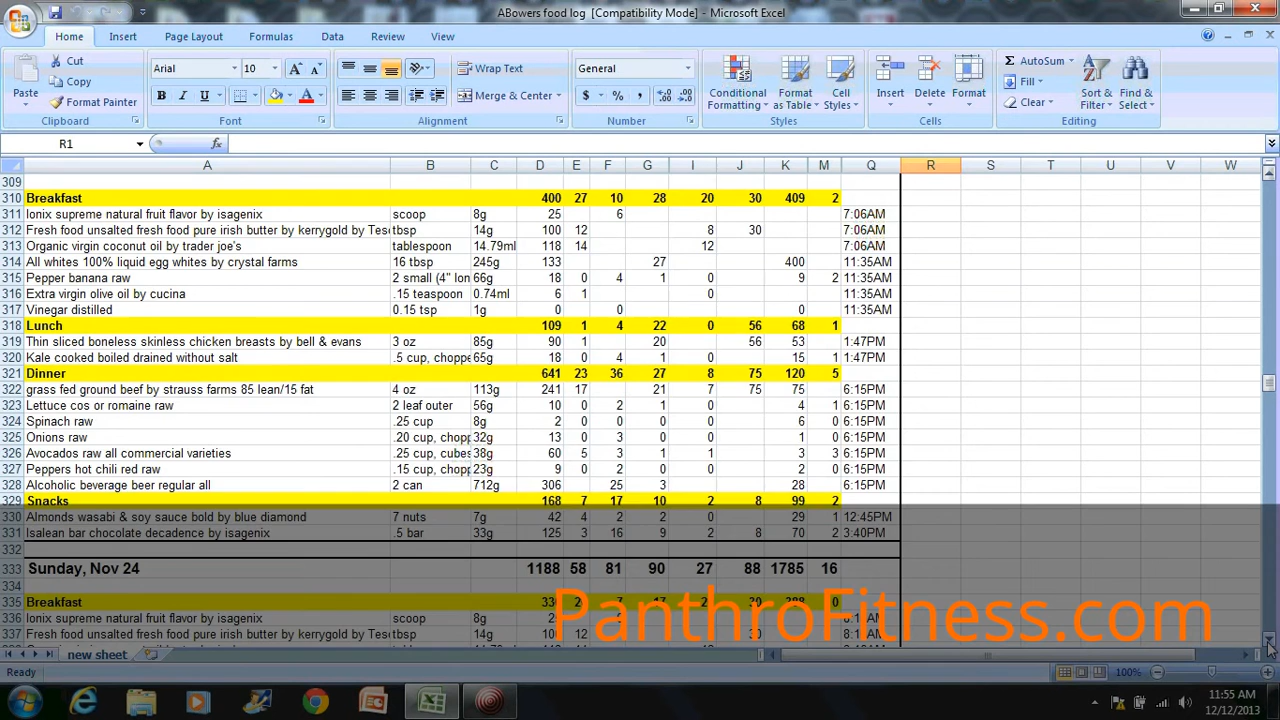 ABowers food log [Compatibility Mode] - Microsoft Excel
Home Insert Page Layout Formulas Data Review View
Cut Arial 10 Wrap Text General AutoSum
Copy Fill
Paste Format Painter B I U Merge & Center $ % , Conditional Formatting Format as Table Cell Styles Insert Delete Format Clear Sort & Filter Find & Select
Clipboard Font Alignment Number Styles Cells Editing
R1 fx
A B C D E F G I J K M Q R S T U V W
309
310 Breakfast 400 27 10 28 20 30 409 2
311 Ionix supreme natural fruit flavor by isagenix scoop 8g 25 6 7:06AM
312 Fresh food unsalted fresh food pure irish butter by kerrygold by Tes tbsp 14g 100 12 8 30 7:06AM
313 Organic virgin coconut oil by trader joe's tablespoon 14.79ml 118 14 12 7:06AM
314 All whites 100% liquid egg whites by crystal farms 16 tbsp 245g 133 27 400 11:35AM
315 Pepper banana raw 2 small (4" lon 66g 18 0 4 1 0 9 2 11:35AM
316 Extra virgin olive oil by cucina .15 teaspoon 0.74ml 6 1 0 11:35AM
317 Vinegar distilled 0.15 tsp 1g 0 0 0 11:35AM
318 Lunch 109 1 4 22 0 56 68 1
319 Thin sliced boneless skinless chicken breasts by bell & evans 3 oz 85g 90 1 20 56 53 1:47PM
320 Kale cooked boiled drained without salt .5 cup, choppe 65g 18 0 4 1 0 15 1 1:47PM
321 Dinner 641 23 36 27 8 75 120 5
322 grass fed ground beef by strauss farms 85 lean/15 fat 4 oz 113g 241 17 21 7 75 75 6:15PM
323 Lettuce cos or romaine raw 2 leaf outer 56g 10 0 2 1 0 4 1 6:15PM
324 Spinach raw .25 cup 8g 2 0 0 0 0 6 0 6:15PM
325 Onions raw .20 cup, chopp 32g 13 0 3 0 0 1 0 6:15PM
326 Avocados raw all commercial varieties .25 cup, cubes 38g 60 5 3 1 1 3 3 6:15PM
327 Peppers hot chili red raw .15 cup, chopp 23g 9 0 2 0 0 2 0 6:15PM
328 Alcoholic beverage beer regular all 2 can 712g 306 25 3 28 6:15PM
329 Snacks 168 7 17 10 2 8 99 2
330 Almonds wasabi & soy sauce bold by blue diamond 7 nuts 7g 42 4 2 2 0 29 1 12:45PM
331 Isalean bar chocolate decadence by isagenix .5 bar 33g 125 3 16 9 2 8 70 2 3:40PM
332
333 Sunday, Nov 24 1188 58 81 90 27 88 1785 16
334
335 Breakfast
336 Ionix supreme natural fruit flavor by isagenix scoop 8g
337 Fresh food unsalted fresh food pure irish butter by kerrygold by Tes tbsp 14g 100 12
PanthroFitness.com
new sheet
Ready 100%
11:55 AM
12/12/2013